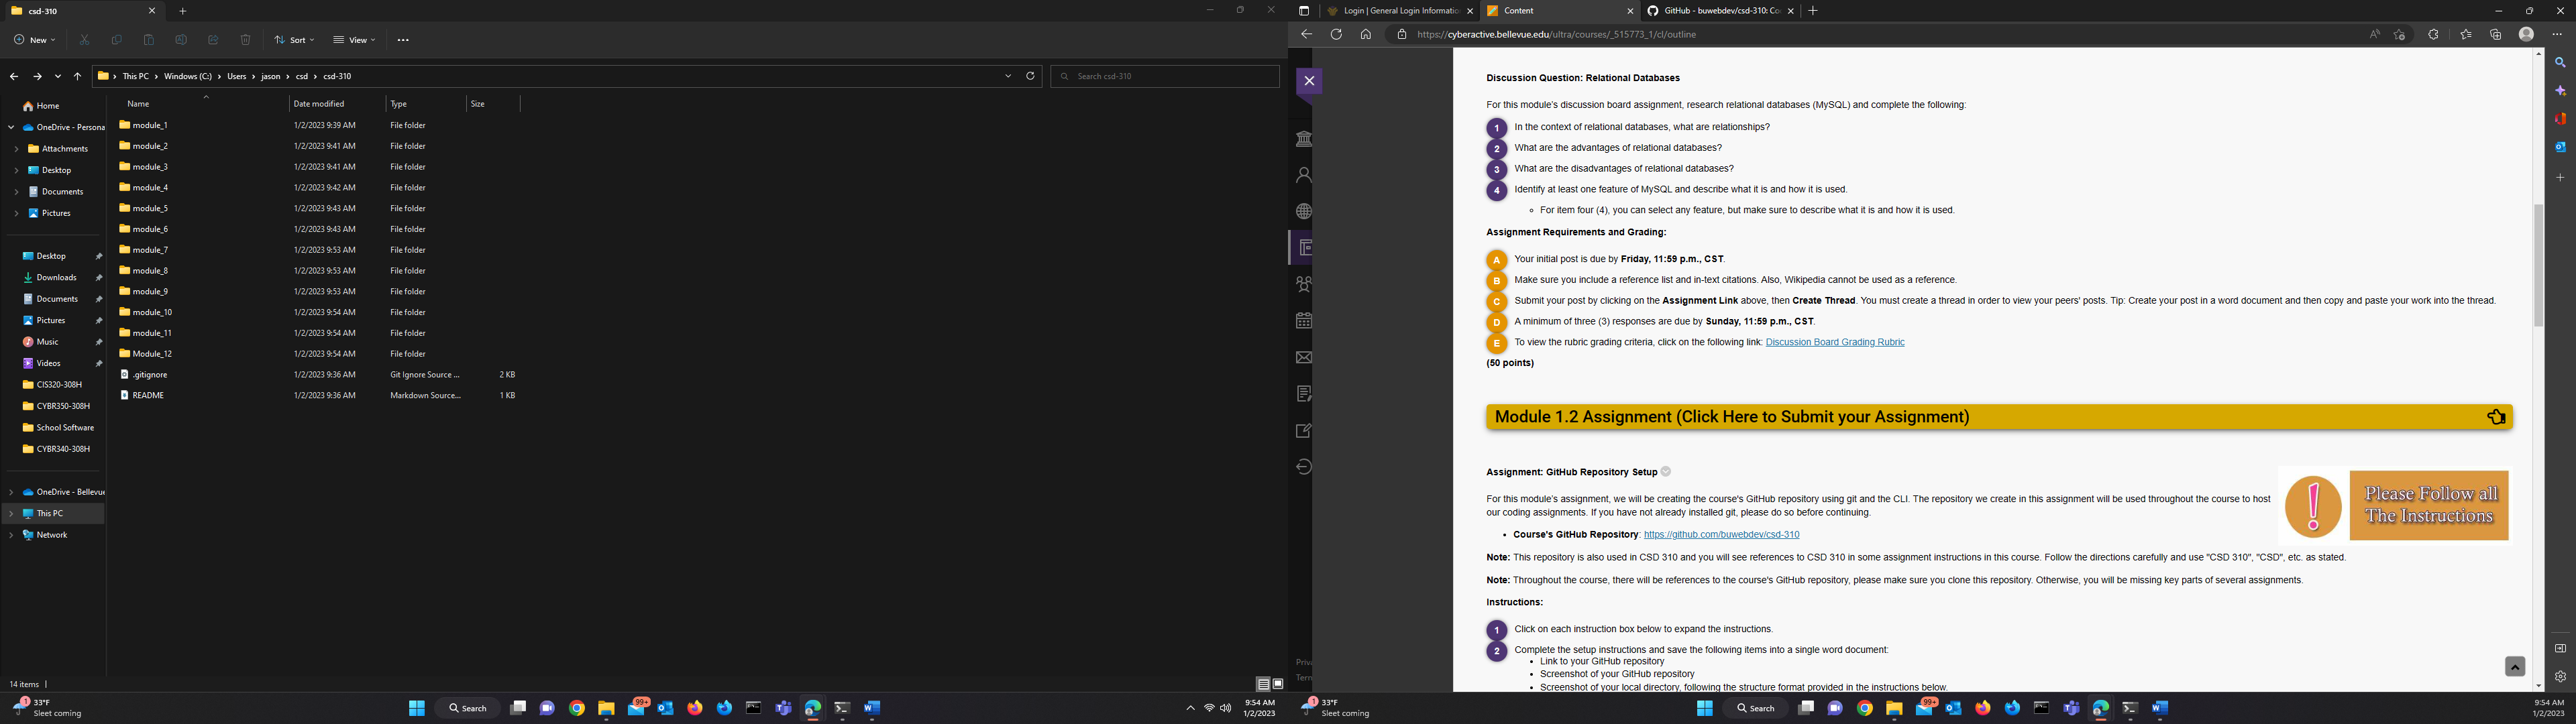 csd-310
New
Sort
View
This PC > Windows (C:) > Users > jason > csd > csd-310
Search csd-310
Name Date modified Type Size
Home
OneDrive - Persona
Attachments
Desktop
Documents
Pictures
Desktop
Downloads
Documents
Pictures
Music
Videos
CIS320-308H
CYBR350-308H
School Software
CYBR340-308H
OneDrive - Bellevue
This PC
Network
module_1 1/2/2023 9:39 AM File folder
module_2 1/2/2023 9:41 AM File folder
module_3 1/2/2023 9:41 AM File folder
module_4 1/2/2023 9:42 AM File folder
module_5 1/2/2023 9:43 AM File folder
module_6 1/2/2023 9:43 AM File folder
module_7 1/2/2023 9:53 AM File folder
module_8 1/2/2023 9:53 AM File folder
module_9 1/2/2023 9:53 AM File folder
module_10 1/2/2023 9:54 AM File folder
module_11 1/2/2023 9:54 AM File folder
Module_12 1/2/2023 9:54 AM File folder
.gitignore 1/2/2023 9:36 AM Git Ignore Source ... 2 KB
README 1/2/2023 9:36 AM Markdown Source... 1 KB
14 items
1
33°F
Sleet coming
Search
99+
9:54 AM
1/2/2023
Login | General Login Informatio
Content
GitHub - buwebdev/csd-310: Co
https://cyberactive.bellevue.edu/ultra/courses/_515773_1/cl/outline
Discussion Question: Relational Databases
For this module's discussion board assignment, research relational databases (MySQL) and complete the following:
1 In the context of relational databases, what are relationships?
2 What are the advantages of relational databases?
3 What are the disadvantages of relational databases?
4 Identify at least one feature of MySQL and describe what it is and how it is used.
For item four (4), you can select any feature, but make sure to describe what it is and how it is used.
Assignment Requirements and Grading:
A Your initial post is due by Friday, 11:59 p.m., CST.
B Make sure you include a reference list and in-text citations. Also, Wikipedia cannot be used as a reference.
C Submit your post by clicking on the Assignment Link above, then Create Thread. You must create a thread in order to view your peers' posts. Tip: Create your post in a word document and then copy and paste your work into the thread.
D A minimum of three (3) responses are due by Sunday, 11:59 p.m., CST.
E To view the rubric grading criteria, click on the following link: Discussion Board Grading Rubric
(50 points)
Module 1.2 Assignment (Click Here to Submit your Assignment)
Assignment: GitHub Repository Setup
For this module's assignment, we will be creating the course's GitHub repository using git and the CLI. The repository we create in this assignment will be used throughout the course to host
our coding assignments. If you have not already installed git, please do so before continuing.
Please Follow all
The Instructions
Course's GitHub Repository: https://github.com/buwebdev/csd-310
Note: This repository is also used in CSD 310 and you will see references to CSD 310 in some assignment instructions in this course. Follow the directions carefully and use "CSD 310", "CSD", etc. as stated.
Note: Throughout the course, there will be references to the course's GitHub repository, please make sure you clone this repository. Otherwise, you will be missing key parts of several assignments.
Instructions:
1 Click on each instruction box below to expand the instructions.
2 Complete the setup instructions and save the following items into a single word document:
Link to your GitHub repository
Screenshot of your GitHub repository
Screenshot of your local directory, following the structure format provided in the instructions below.
Priva
Term
1
33°F
Sleet coming
Search
99+
9:54 AM
1/2/2023